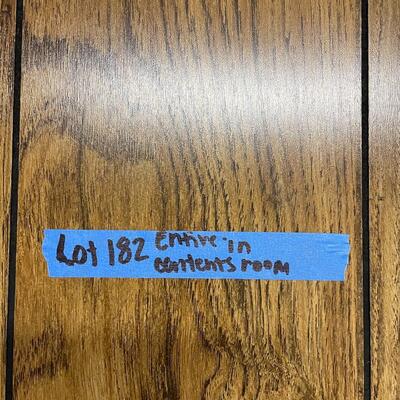 Lot 182 Entire in
contents room